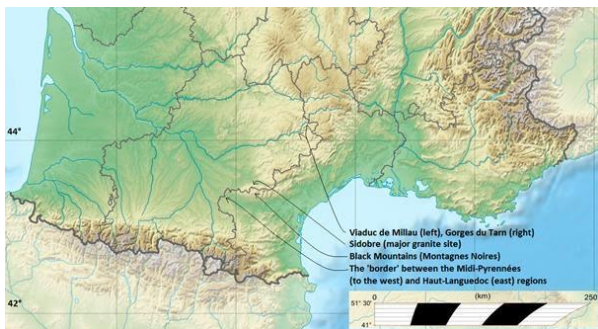 44°
Viaduc de Millau (left), Gorges du Tarn (right)
Sidobre (major granite site)
Black Mountains (Montagnes Noires)
The 'border' between the Midi-Pyrennées
(to the west) and Haut-Languedoc (east) regions
42°
0 (km) 250
51° 30'
41°